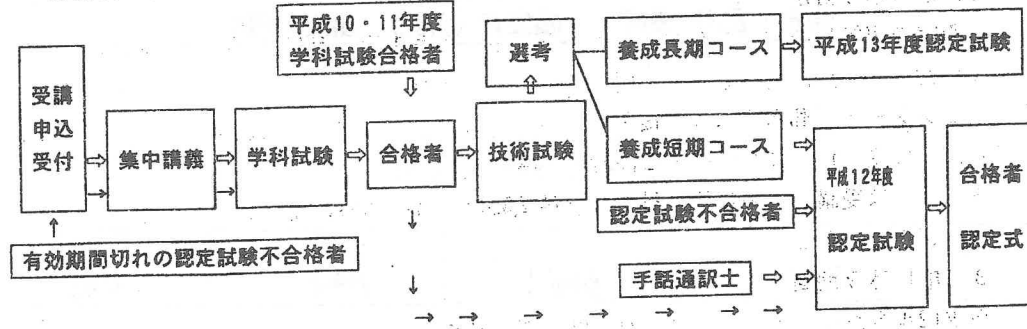 平成10・11年度
学科試験合格者
選考
養成長期コース
平成13年度認定試験
受講
申込
受付
集中講義
学科試験
合格者
技術試験
養成短期コース
平成12年度
認定試験
合格者
認定式
認定試験不合格者
有効期間切れの認定試験不合格者
手話通訳士